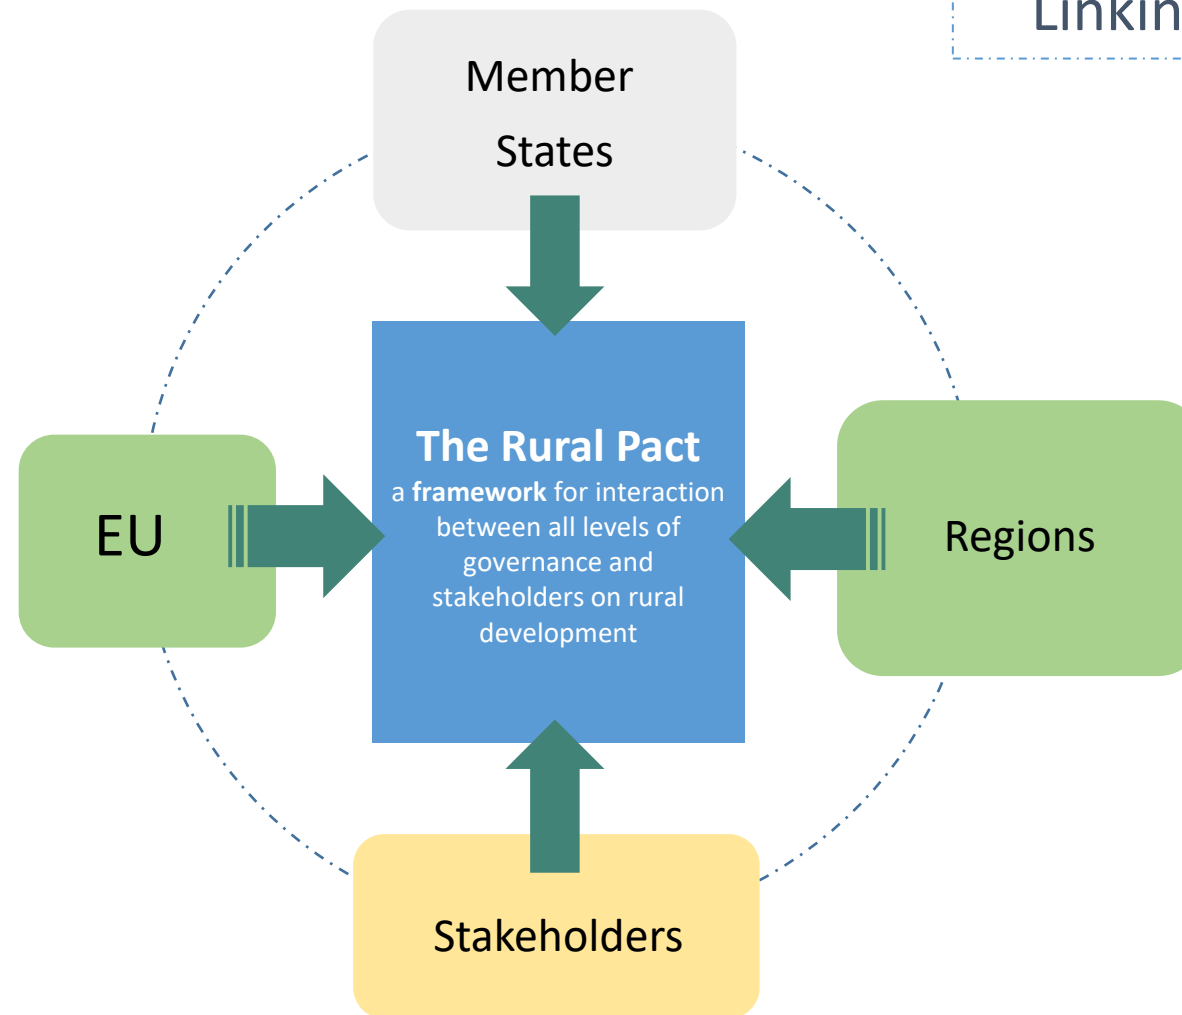 Linkin
Member
States
The Rural Pact
a framework for interaction
between all levels of
governance and
stakeholders on rural
development
EU
Regions
Stakeholders